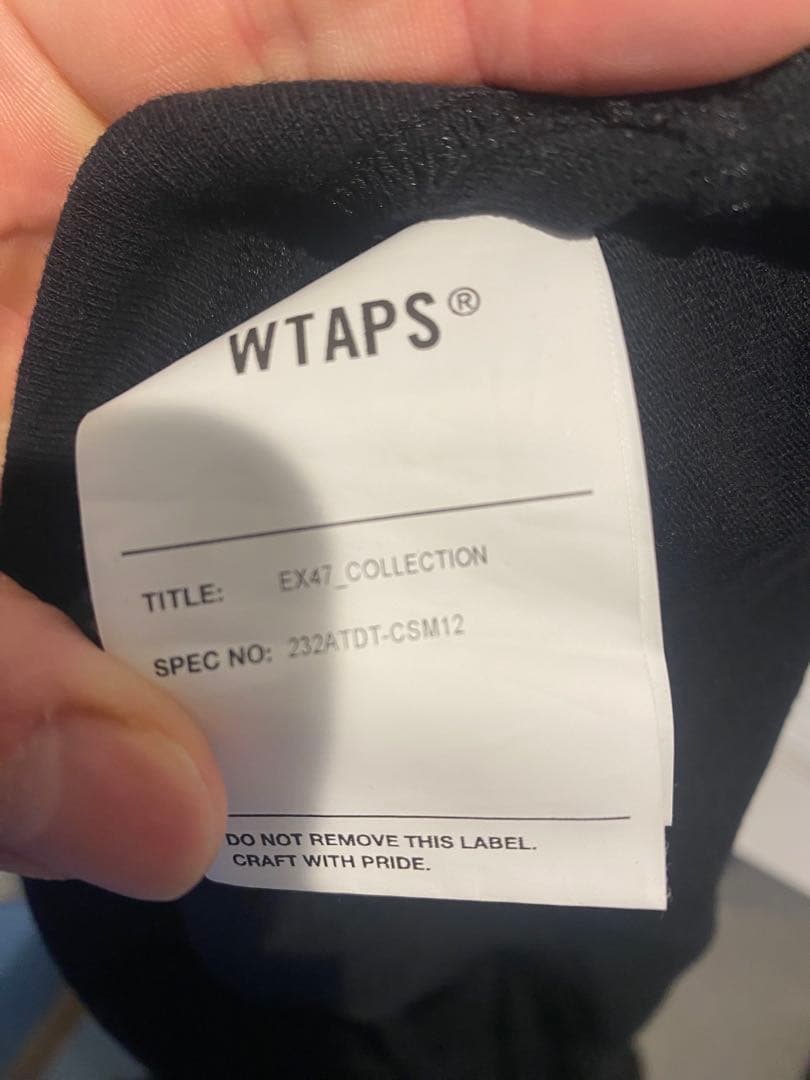 WTAPS®
TITLE: EX47_COLLECTION
SPEC NO: 232ATDT-CSM12
DO NOT REMOVE THIS LABEL.
CRAFT WITH PRIDE.